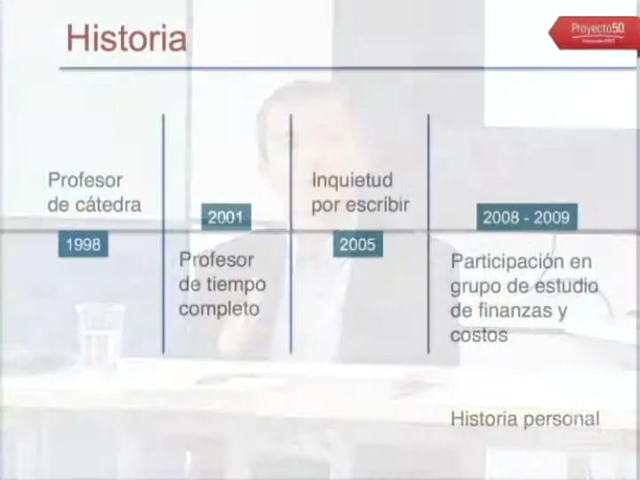 Historia
Proyecto50
Profesor
de cátedra
1998
2001
Profesor
de tiempo
completo
Inquietud
por escribir
2005
2008 - 2009
Participación en
grupo de estudio
de finanzas y
costos
Historia personal